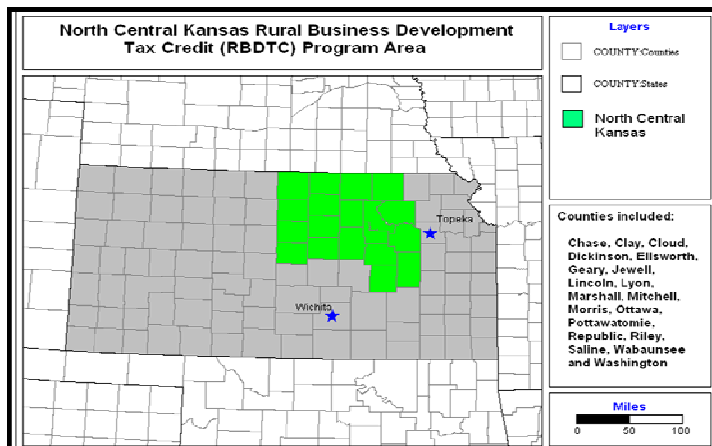 North Central Kansas Rural Business Development
Tax Credit (RBDTC) Program Area
Topeka
Wichita
Layers
COUNTY:Counties
COUNTY:States
North Central
Kansas
Counties included:
Chase, Clay, Cloud,
Dickinson, Ellsworth,
Geary, Jewell,
Lincoln, Lyon,
Marshall, Mitchell,
Morris, Ottawa,
Pottawatomie,
Republic, Riley,
Saline, Wabaunsee
and Washington
Miles
0 50 100